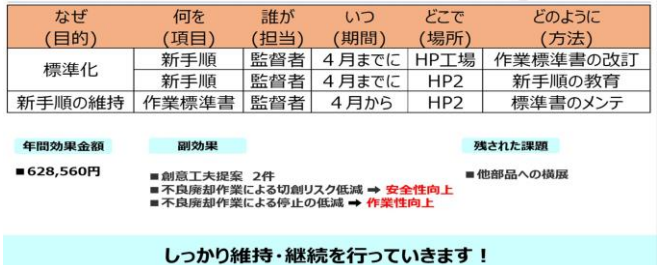 なぜ 何を 誰が いつ どこで どのように
(目的) (項目) (担当) (期間) (場所) (方法)
標準化 新手順 監督者 4月までに HP工場 作業標準書の改訂
新手順 監督者 4月までに HP2 新手順の教育
新手順の維持 作業標準書 監督者 4月から HP2 標準書のメンテ
年間効果金額 副効果 残された課題
■628,560円 ■創意工夫提案 2件 ■他部品への横展
■不良廃却作業による切創リスク低減 ➡ 安全性向上
■不良廃却作業による停止の低減 ➡ 作業性向上
しっかり維持・継続を行っていきます!